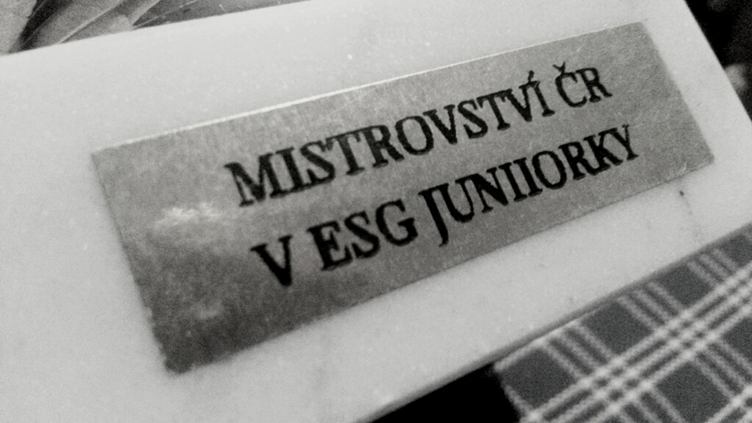 MISTROVSTVÍ ČR
V ESG JUNIIORKY